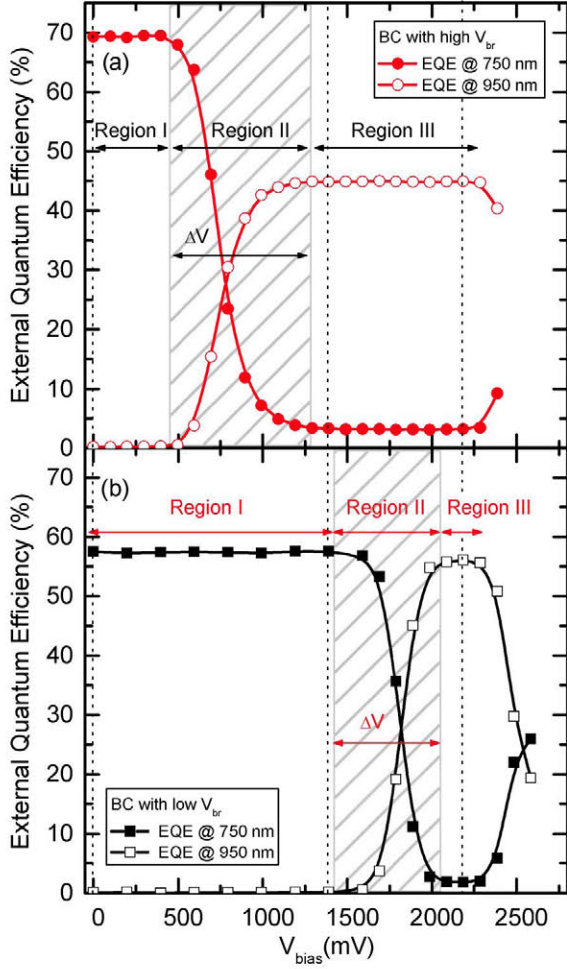 70
60
50
40
30
20
10
0
External Quantum Efficiency (%)
(a)
BC with high V_br
EQE @ 750 nm
EQE @ 950 nm
Region I
Region II
Region III
ΔV
70
60
50
40
30
20
10
0
External Quantum Efficiency (%)
(b)
Region I
Region II
Region III
ΔV
BC with low V_br
EQE @ 750 nm
EQE @ 950 nm
0 500 1000 1500 2000 2500
V_bias(mV)